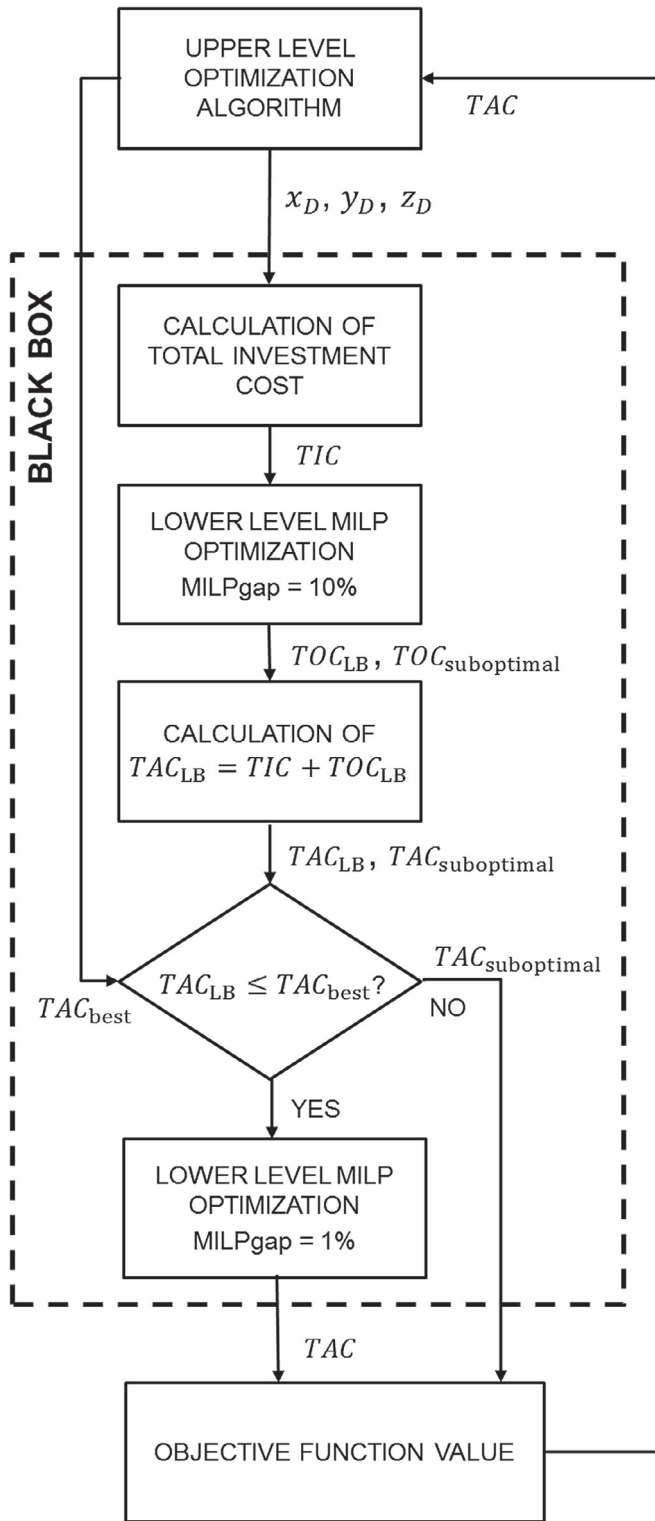 UPPER LEVEL
OPTIMIZATION
ALGORITHM
TAC
x_D, y_D, z_D
BLACK BOX
CALCULATION OF
TOTAL INVESTMENT
COST
TIC
LOWER LEVEL MILP
OPTIMIZATION
MILPgap = 10%
TOC_LB, TOC_suboptimal
CALCULATION OF
TAC_LB = TIC + TOC_LB
TAC_LB, TAC_suboptimal
TAC_LB ≤ TAC_best?
TAC_suboptimal
NO
TAC_best
YES
LOWER LEVEL MILP
OPTIMIZATION
MILPgap = 1%
TAC
OBJECTIVE FUNCTION VALUE